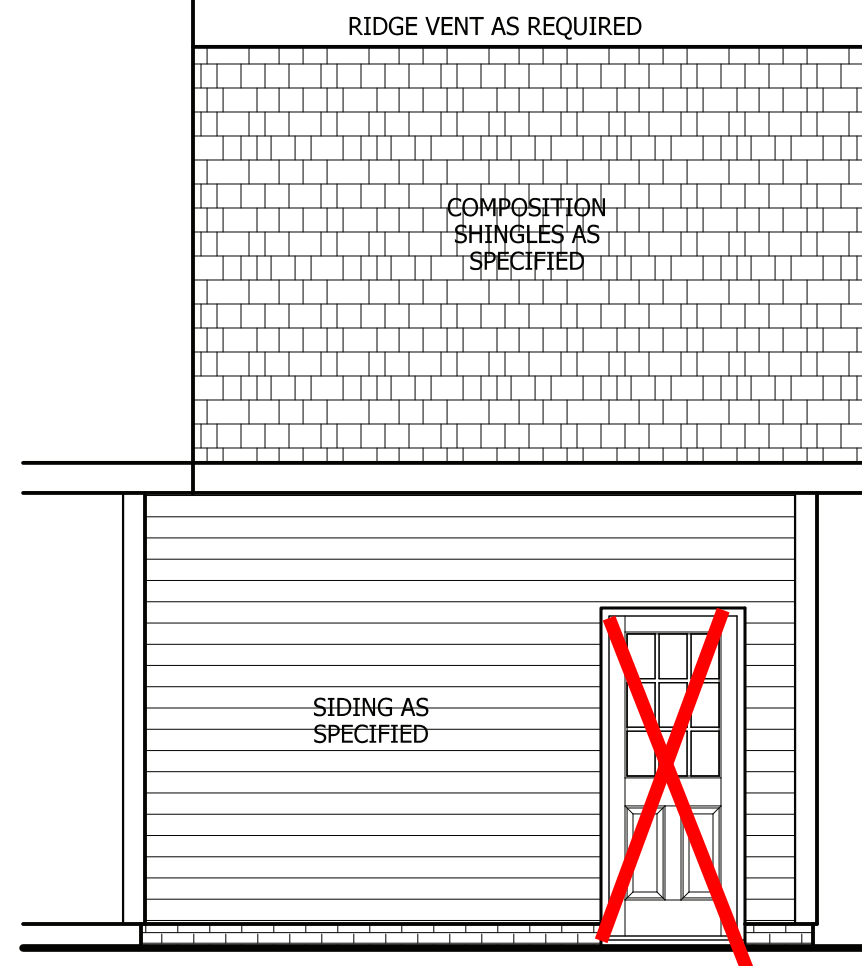 RIDGE VENT AS REQUIRED
COMPOSITION
SHINGLES AS
SPECIFIED
SIDING AS
SPECIFIED